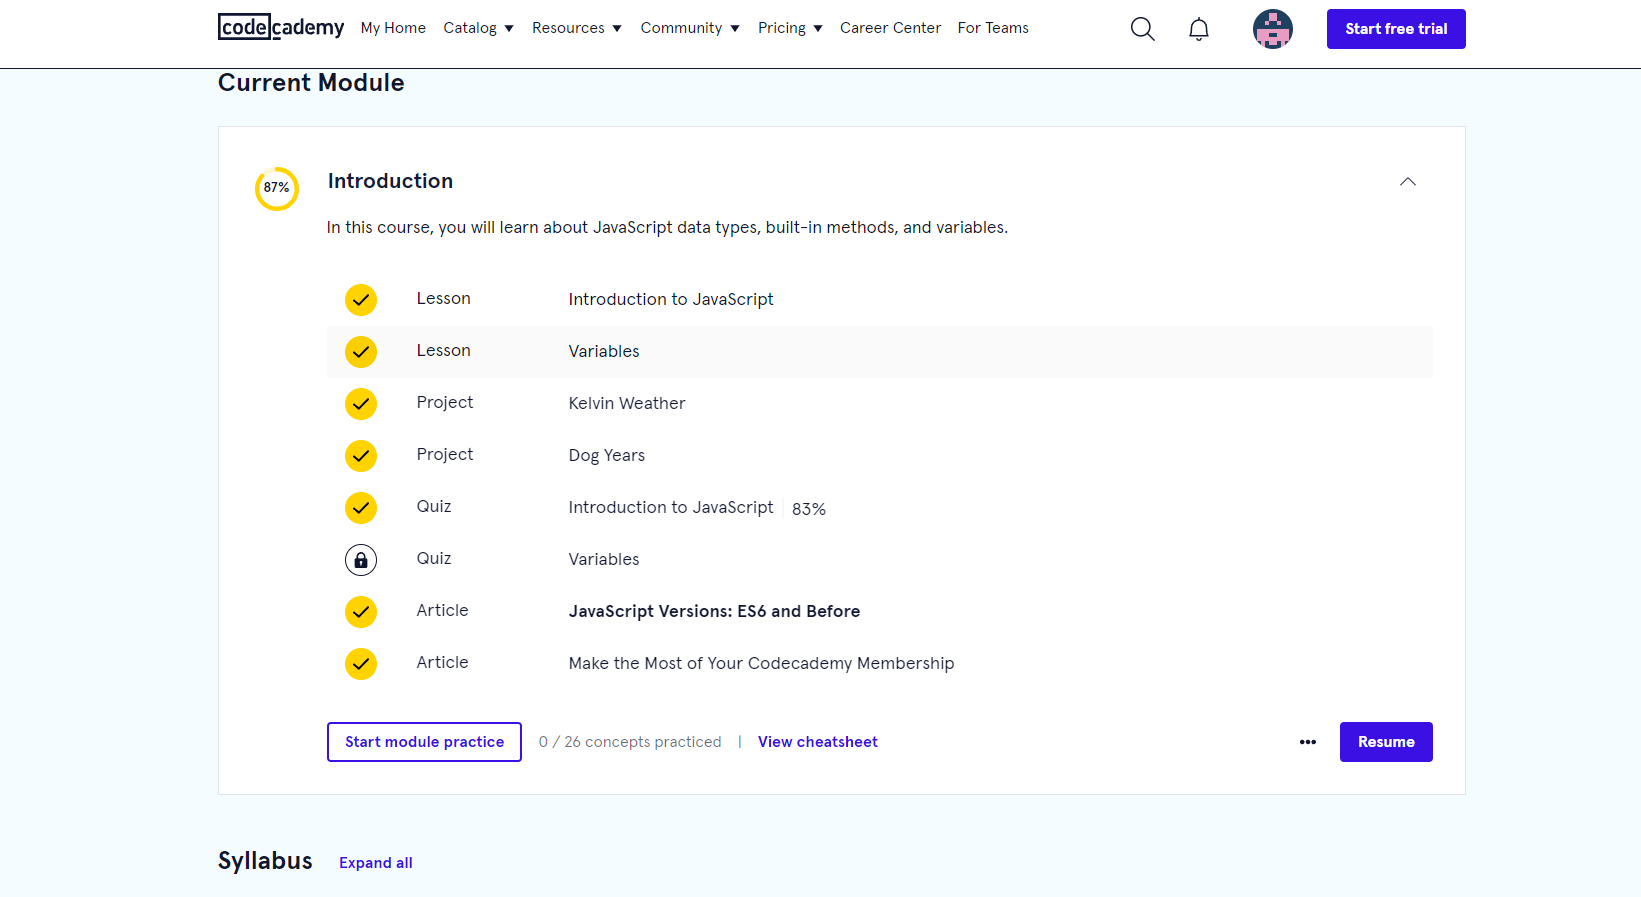 codecademy My Home Catalog Resources Community Pricing Career Center For Teams Start free trial
Current Module
87% Introduction
In this course, you will learn about JavaScript data types, built-in methods, and variables.
Lesson Introduction to JavaScript
Lesson Variables
Project Kelvin Weather
Project Dog Years
Quiz Introduction to JavaScript 83%
Quiz Variables
Article JavaScript Versions: ES6 and Before
Article Make the Most of Your Codecademy Membership
Start module practice 0 / 26 concepts practiced | View cheatsheet ••• Resume
Syllabus Expand all